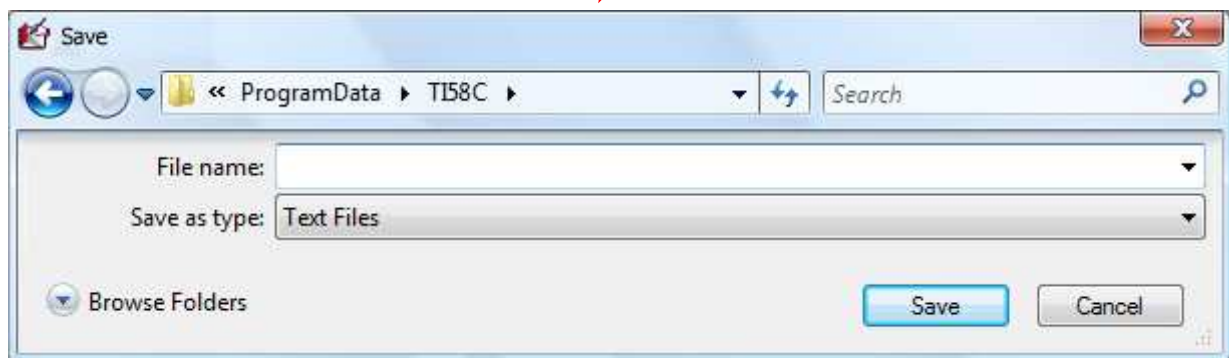 Save
« ProgramData TI58C Search
File name:
Save as type: Text Files
Browse Folders Save Cancel